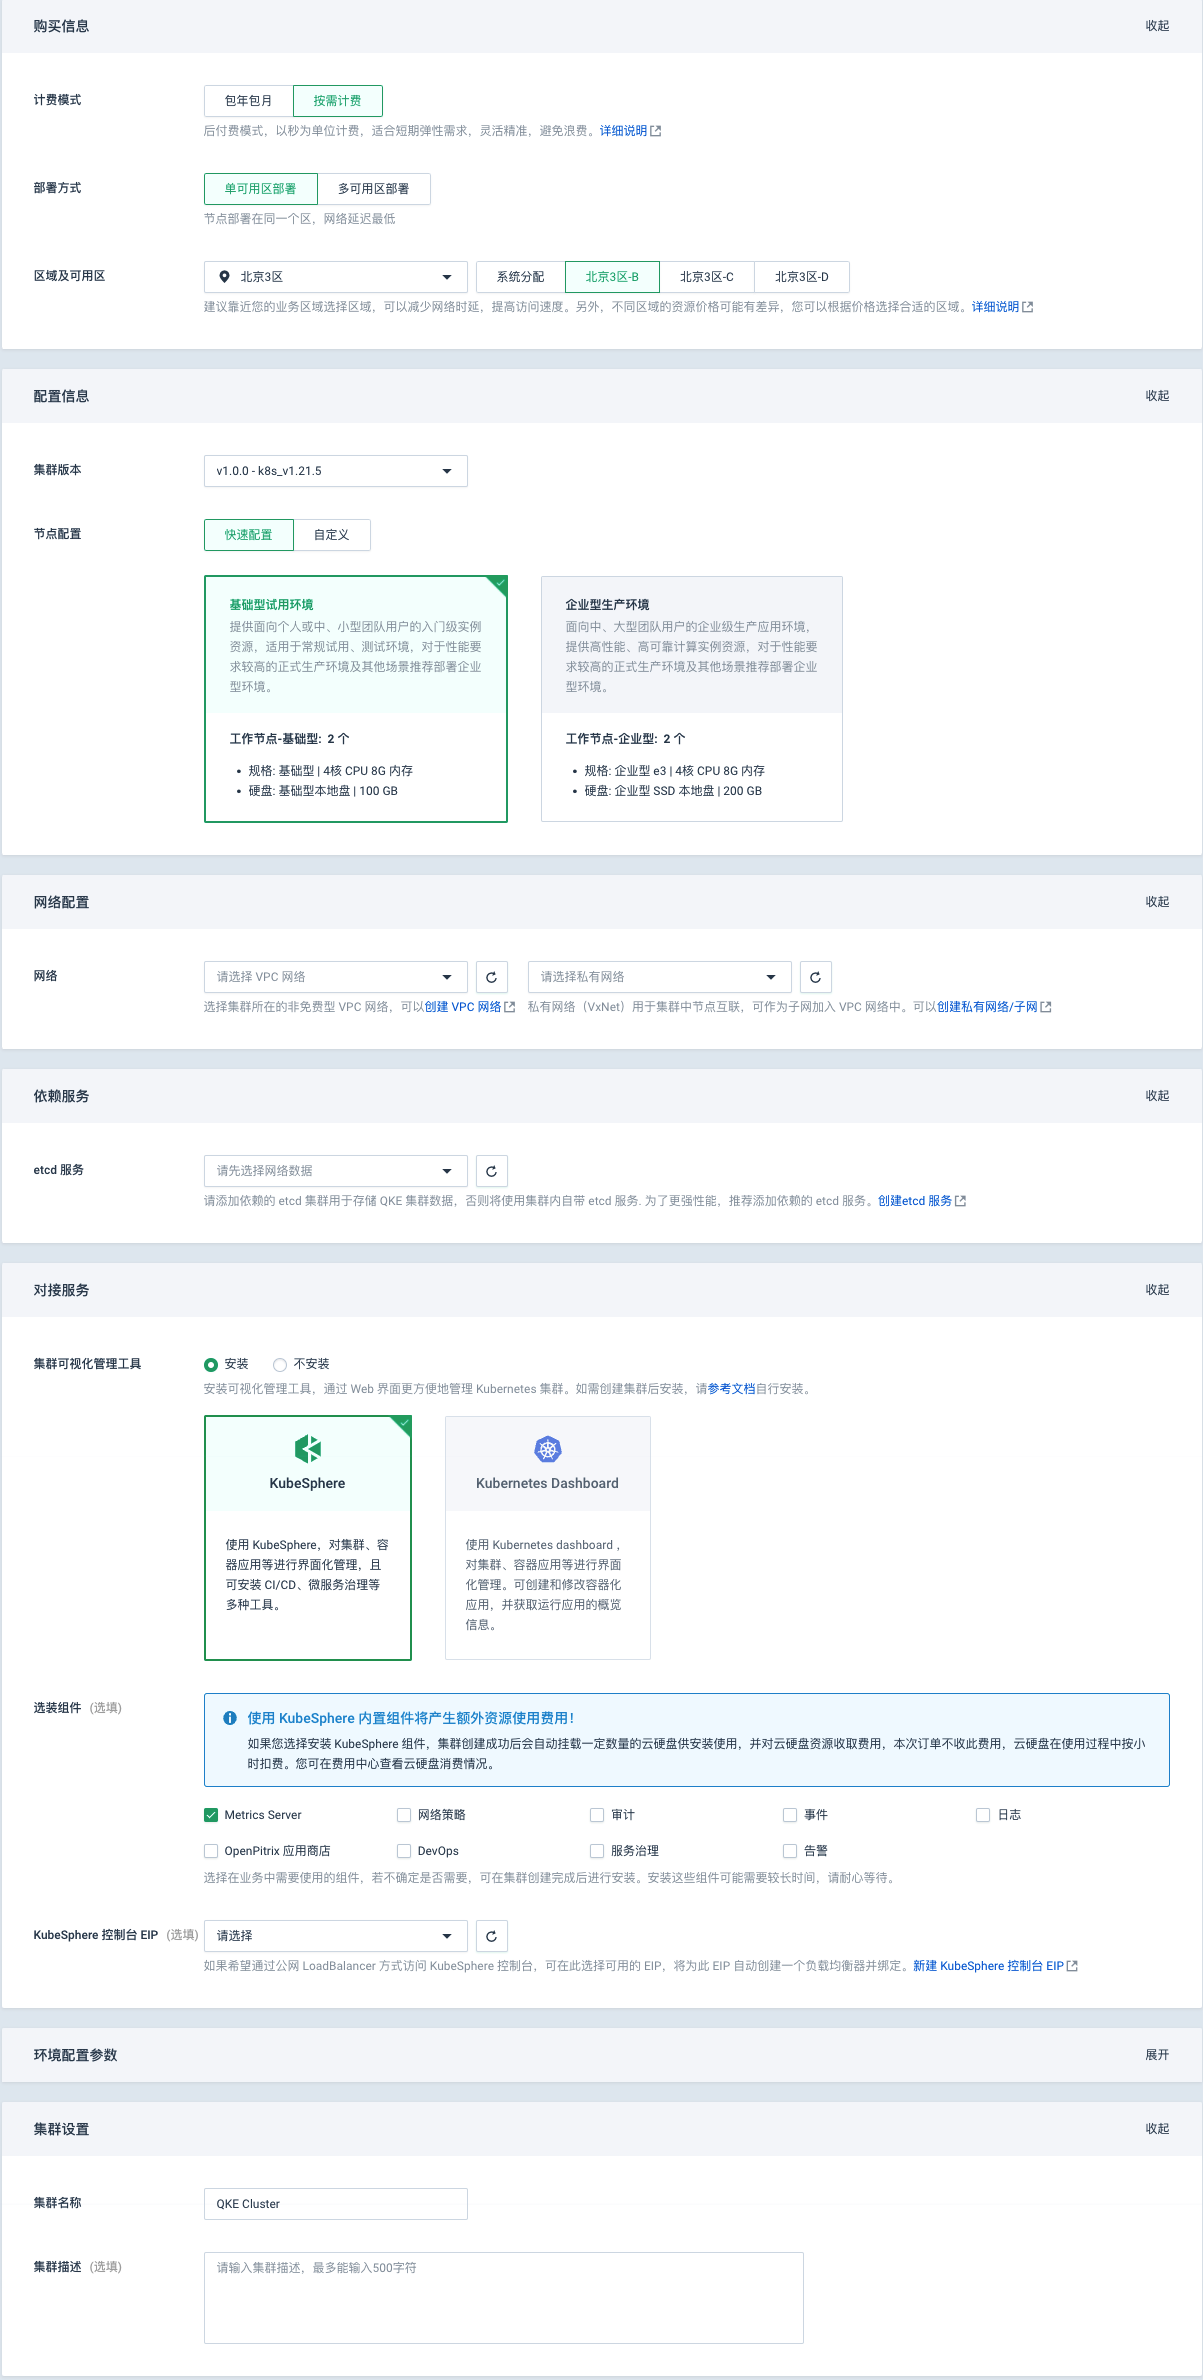 购买信息
收起
计费模式
包年包月
按需计费
后付费模式，以秒为单位计费，适合短期弹性需求，灵活精准，避免浪费。详细说明
部署方式
单可用区部署
多可用区部署
节点部署在同一个区，网络延迟最低
区域及可用区
北京3区
系统分配
北京3区-B
北京3区-C
北京3区-D
建议靠近您的业务区域选择区域，可以减少网络时延，提高访问速度。另外，不同区域的资源价格可能有差异，您可以根据价格选择合适的区域。详细说明
配置信息
收起
集群版本
v1.0.0 - k8s_v1.21.5
节点配置
快速配置
自定义
基础型试用环境
提供面向个人或中、小型团队用户的入门级实例
资源，适用于常规试用、测试环境，对于性能要
求较高的正式生产环境及其他场景推荐部署企业
型环境。
工作节点-基础型: 2 个
• 规格: 基础型 | 4核 CPU 8G 内存
• 硬盘: 基础型本地盘 | 100 GB
企业型生产环境
面向中、大型团队用户的企业级生产应用环境，
提供高性能、高可靠计算实例资源，对于性能要
求较高的正式生产环境及其他场景推荐部署企业
型环境。
工作节点-企业型: 2 个
• 规格: 企业型 e3 | 4核 CPU 8G 内存
• 硬盘: 企业型 SSD 本地盘 | 200 GB
网络配置
收起
网络
请选择 VPC 网络
请选择私有网络
选择集群所在的非免费型 VPC 网络，可以创建 VPC 网络
私有网络（VxNet）用于集群中节点互联，可作为子网加入 VPC 网络中。可以创建私有网络/子网
依赖服务
收起
etcd 服务
请先选择网络数据
请添加依赖的 etcd 集群用于存储 QKE 集群数据，否则将使用集群内自带 etcd 服务. 为了更强性能，推荐添加依赖的 etcd 服务。创建etcd 服务
对接服务
收起
集群可视化管理工具
安装
不安装
安装可视化管理工具，通过 Web 界面更方便地管理 Kubernetes 集群。如需创建集群后安装，请参考文档自行安装。
KubeSphere
使用 KubeSphere，对集群、容
器应用等进行界面化管理，且
可安装 CI/CD、微服务治理等
多种工具。
Kubernetes Dashboard
使用 Kubernetes dashboard ，
对集群、容器应用等进行界面
化管理。可创建和修改容器化
应用，并获取运行应用的概览
信息。
选装组件 (选填)
使用 KubeSphere 内置组件将产生额外资源使用费用！
如果您选择安装 KubeSphere 组件，集群创建成功后会自动挂载一定数量的云硬盘供安装使用，并对云硬盘资源收取费用，本次订单不收此费用，云硬盘在使用过程中按小
时扣费。您可在费用中心查看云硬盘消费情况。
Metrics Server
网络策略
审计
事件
日志
OpenPitrix 应用商店
DevOps
服务治理
告警
选择在业务中需要使用的组件，若不确定是否需要，可在集群创建完成后进行安装。安装这些组件可能需要较长时间，请耐心等待。
KubeSphere 控制台 EIP (选填)
请选择
如果希望通过公网 LoadBalancer 方式访问 KubeSphere 控制台，可在此选择可用的 EIP，将为此 EIP 自动创建一个负载均衡器并绑定。新建 KubeSphere 控制台 EIP
环境配置参数
展开
集群设置
收起
集群名称
QKE Cluster
集群描述 (选填)
请输入集群描述，最多能输入500字符